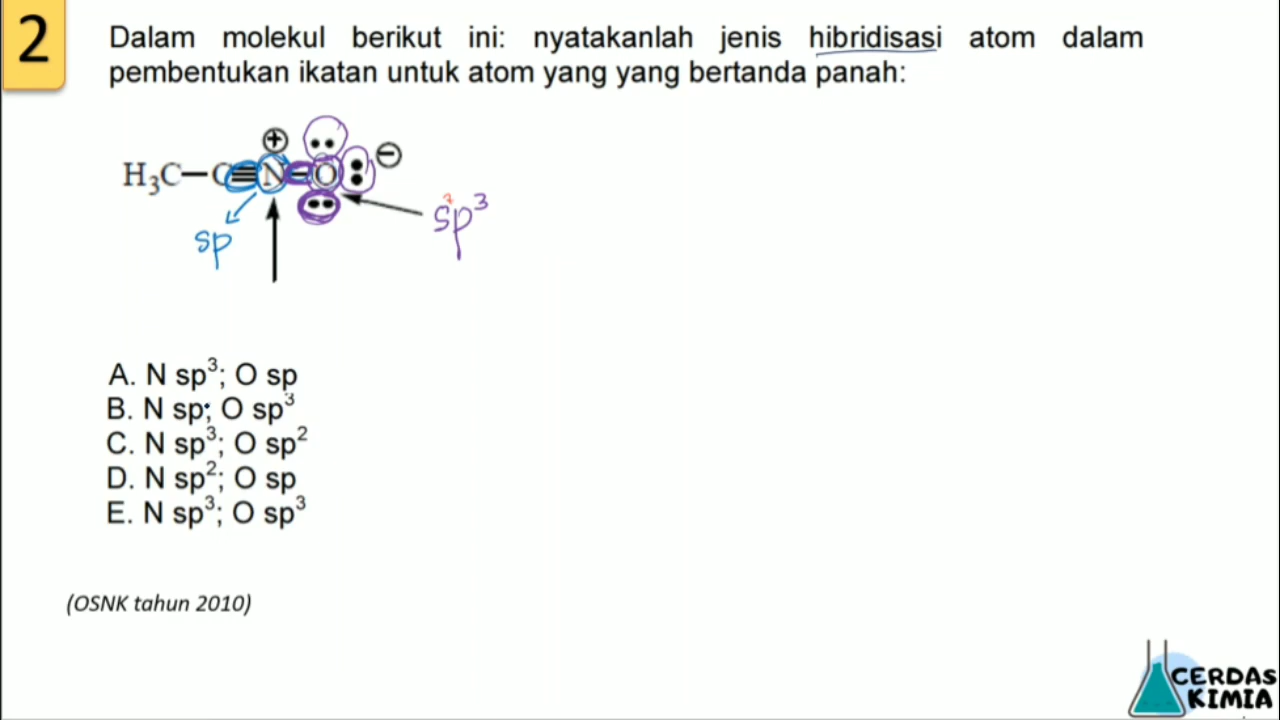 2
Dalam molekul berikut ini: nyatakanlah jenis hibridisasi atom dalam
pembentukan ikatan untuk atom yang yang bertanda panah:
⊕
⊖
H₃C−C≡N−O
sp³
sp
A. N sp³; O sp
B. N sp; O sp³
C. N sp³; O sp²
D. N sp²; O sp
E. N sp³; O sp³
(OSNK tahun 2010)
CERDAS
KIMIA